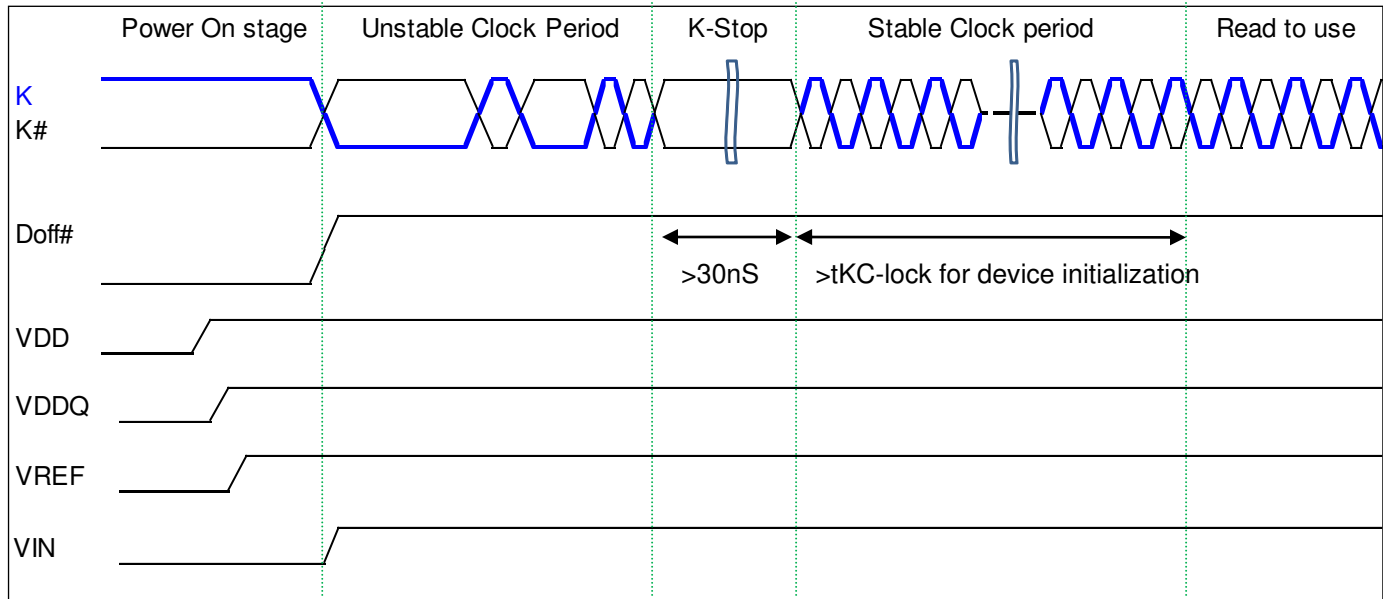 Power On stage Unstable Clock Period K-Stop Stable Clock period Read to use
K
K#
Doff#
>30nS >tKC-lock for device initialization
VDD
VDDQ
VREF
VIN